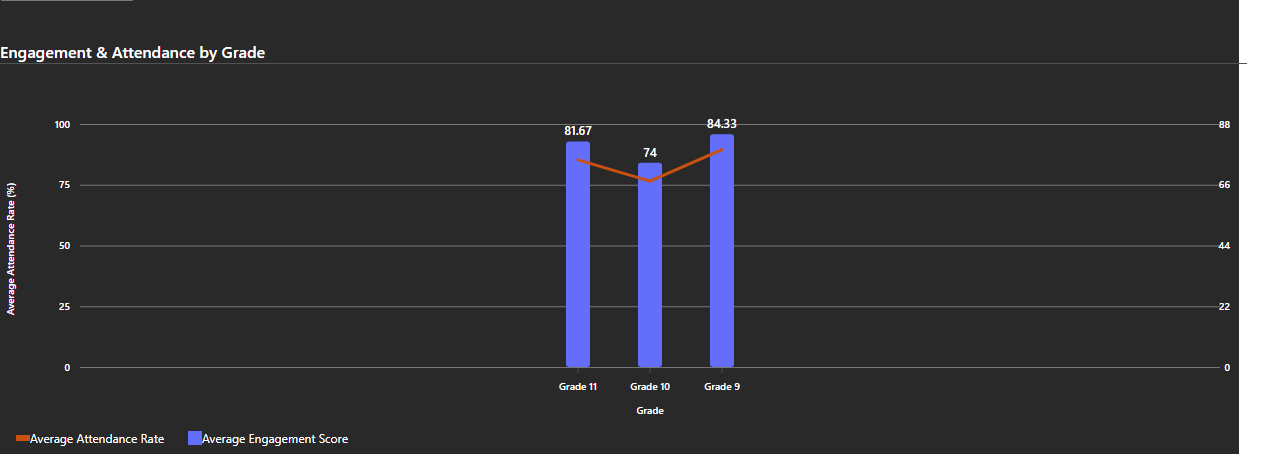 Engagement & Attendance by Grade
Average Attendance Rate (%)
100
75
50
25
0
81.67
74
84.33
88
66
44
22
0
Grade 11
Grade 10
Grade 9
Grade
Average Attendance Rate
Average Engagement Score